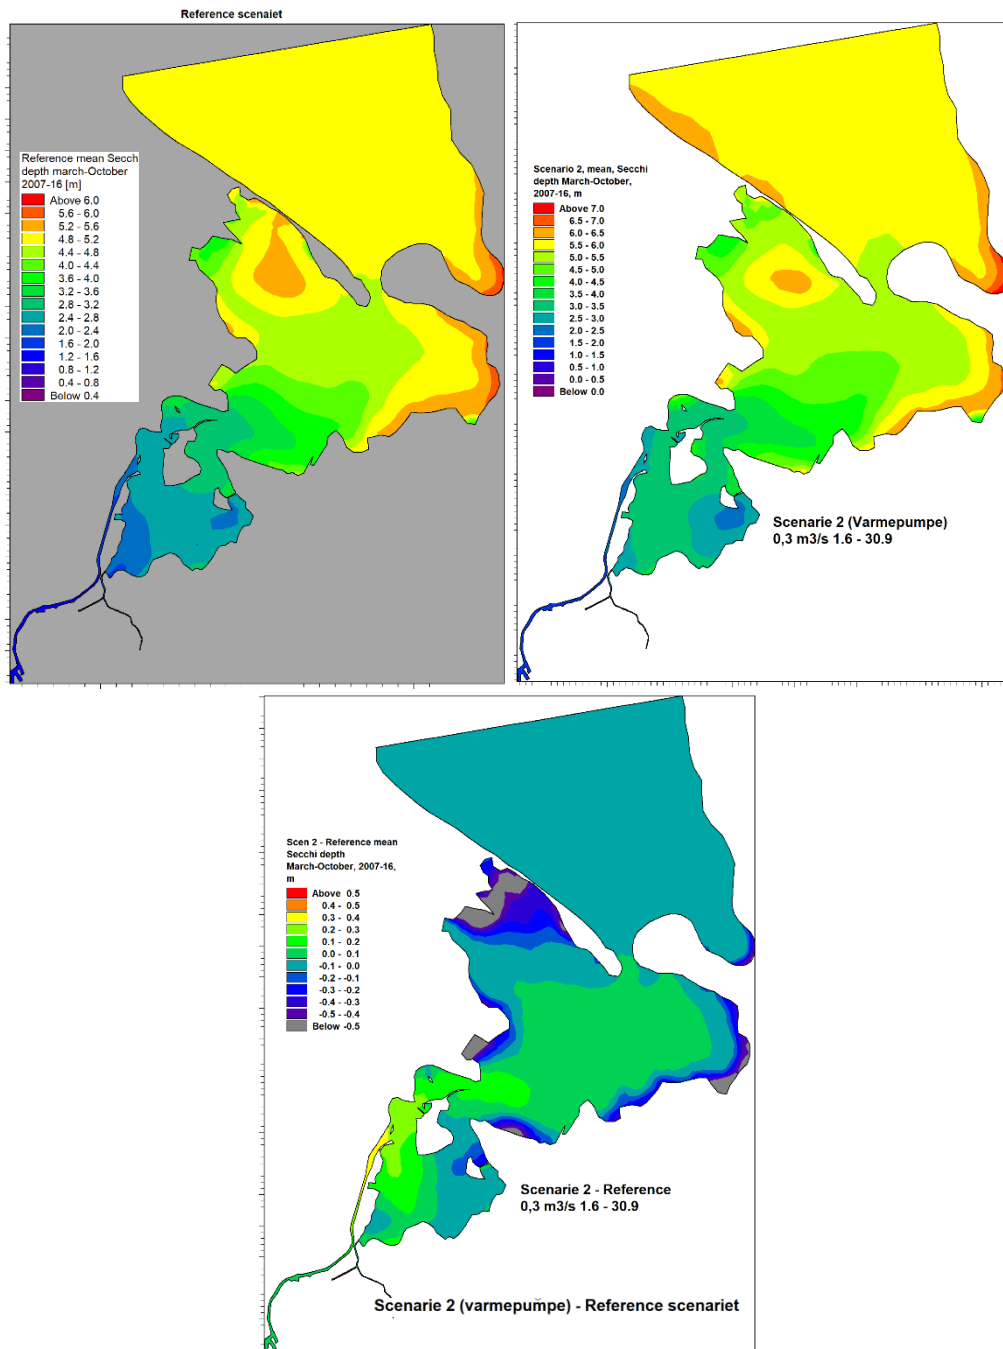 Reference scenaiet
Reference mean Secch
depth march-October
2007-16 [m]
Above 6.0
5.6 - 6.0
5.2 - 5.6
4.8 - 5.2
4.4 - 4.8
4.0 - 4.4
3.6 - 4.0
3.2 - 3.6
2.8 - 3.2
2.4 - 2.8
2.0 - 2.4
1.6 - 2.0
1.2 - 1.6
0.8 - 1.2
0.4 - 0.8
Below 0.4
Scenario 2, mean, Secchi
depth March-October,
2007-16, m
Above 7.0
6.5 - 7.0
6.0 - 6.5
5.5 - 6.0
5.0 - 5.5
4.5 - 5.0
4.0 - 4.5
3.5 - 4.0
3.0 - 3.5
2.5 - 3.0
2.0 - 2.5
1.5 - 2.0
1.0 - 1.5
0.5 - 1.0
0.0 - 0.5
Below 0.0
Scenarie 2 (Varmepumpe)
0,3 m3/s 1.6 - 30.9
Scen 2 - Reference mean
Secchi depth
March-October, 2007-16,
m
Above 0.5
0.4 - 0.5
0.3 - 0.4
0.2 - 0.3
0.1 - 0.2
0.0 - 0.1
-0.1 - 0.0
-0.2 - -0.1
-0.3 - -0.2
-0.4 - -0.3
-0.5 - -0.4
Below -0.5
Scenarie 2 - Reference
0,3 m3/s 1.6 - 30.9
Scenarie 2 (varmepumpe) - Reference scenariet